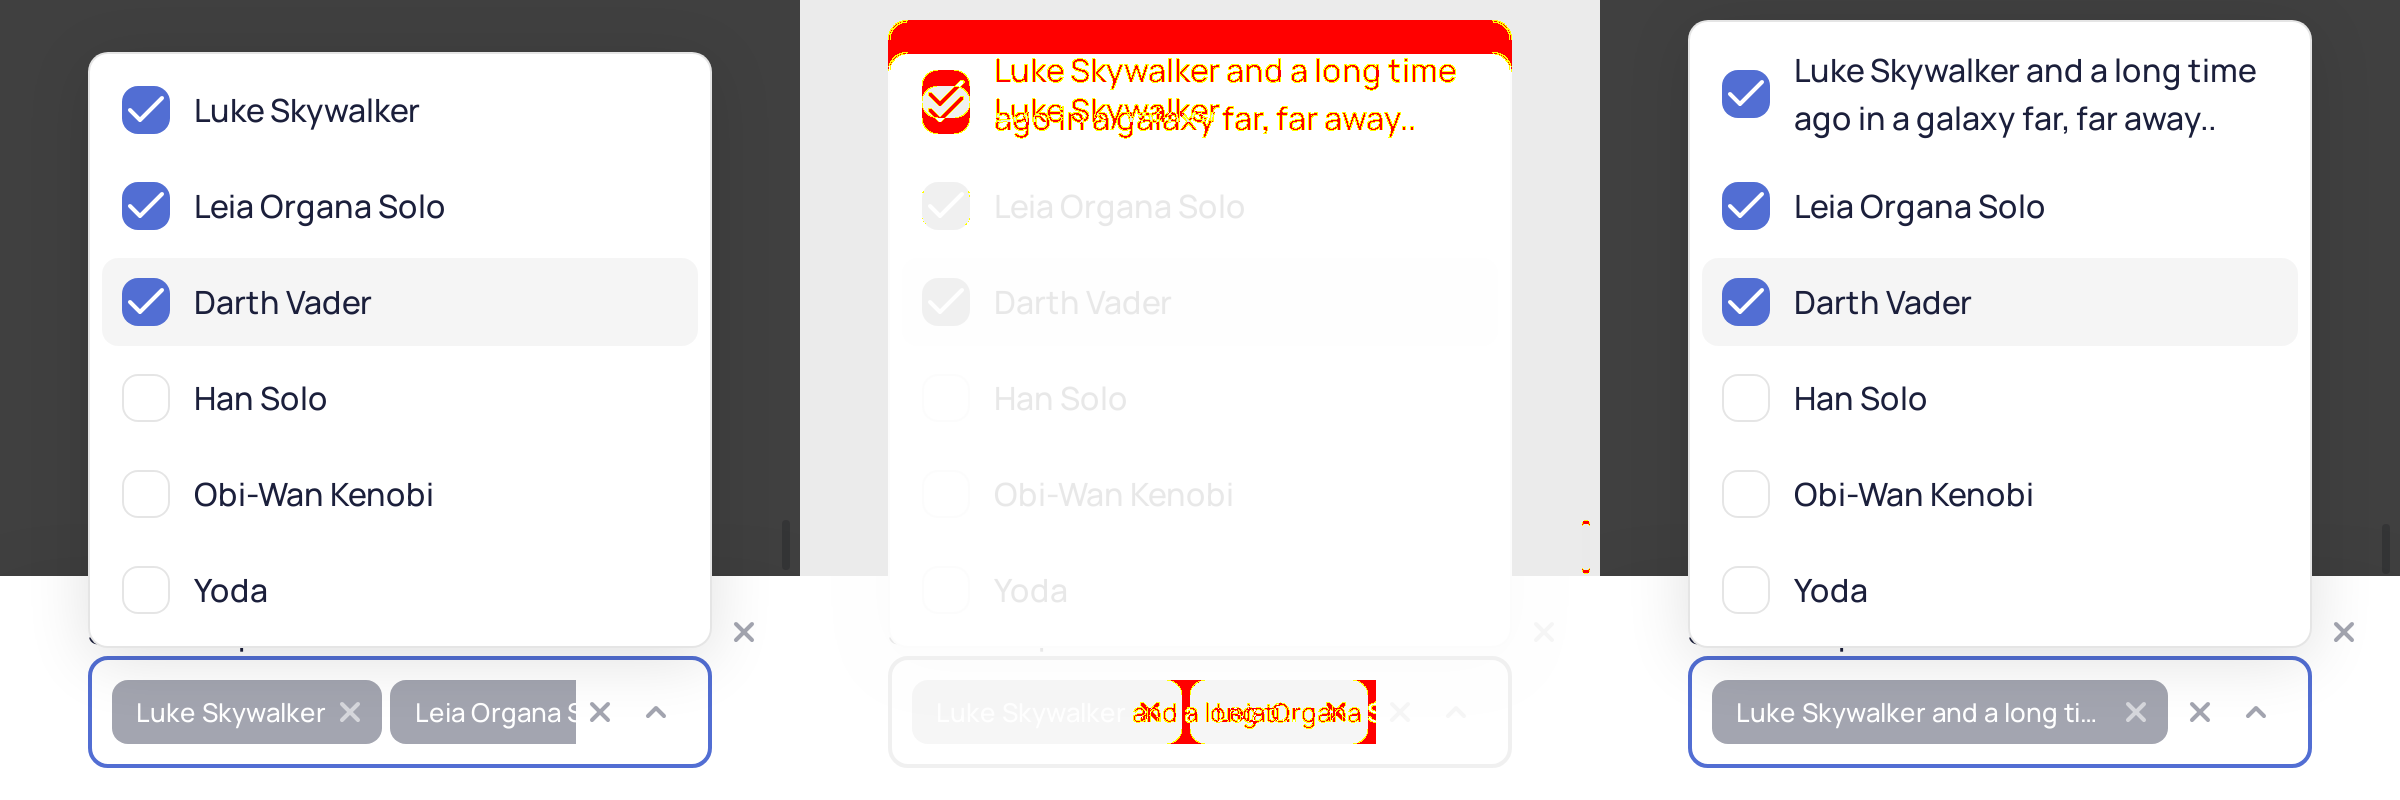 Luke Skywalker
Leia Organa Solo
Darth Vader
Han Solo
Obi-Wan Kenobi
Yoda
Luke Skywalker
Leia Organa S
Luke Skywalker and a long time
Luke Skywalker
ago in a galaxy far, far away..
Leia Organa Solo
Darth Vader
Han Solo
Obi-Wan Kenobi
Yoda
Luke Skywalker and a long
Luke Skywalker and a long time
ago in a galaxy far, far away..
Leia Organa Solo
Darth Vader
Han Solo
Obi-Wan Kenobi
Yoda
Luke Skywalker and a long ti...